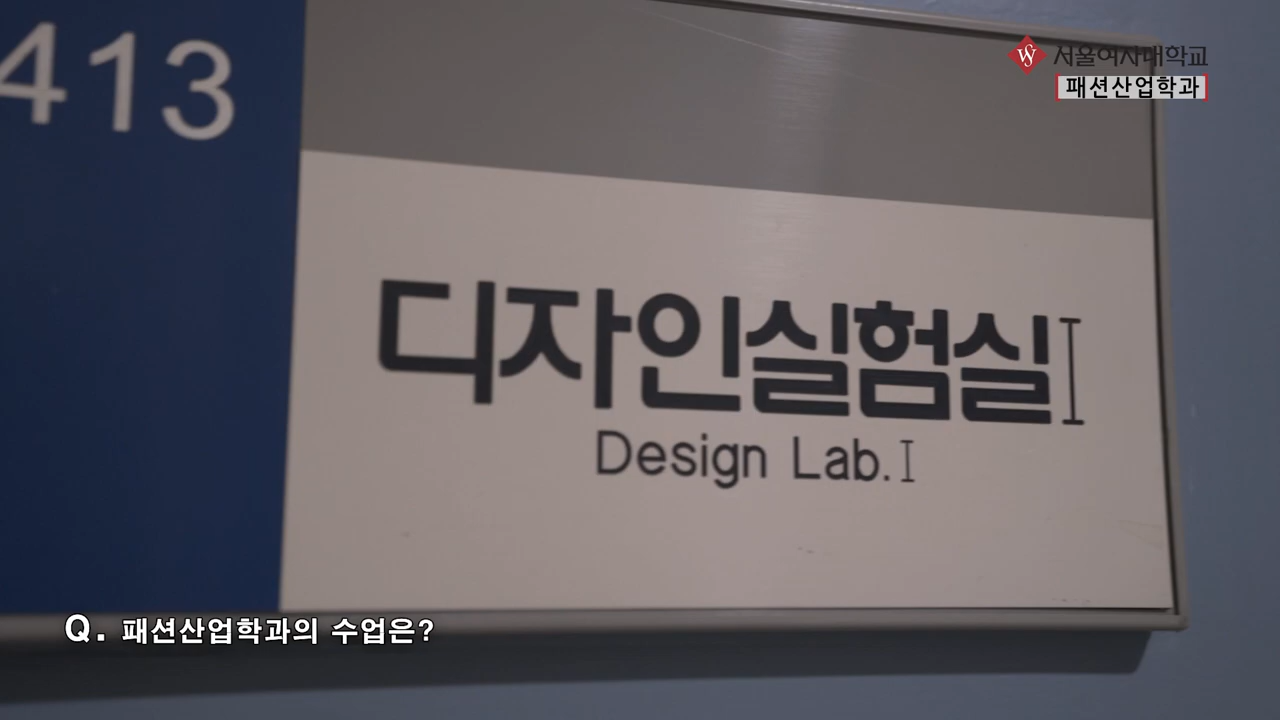 413
서울여자대학교
패션산업학과
디자인실험실 I
Design Lab. I
Q. 패션산업학과의 수업은?